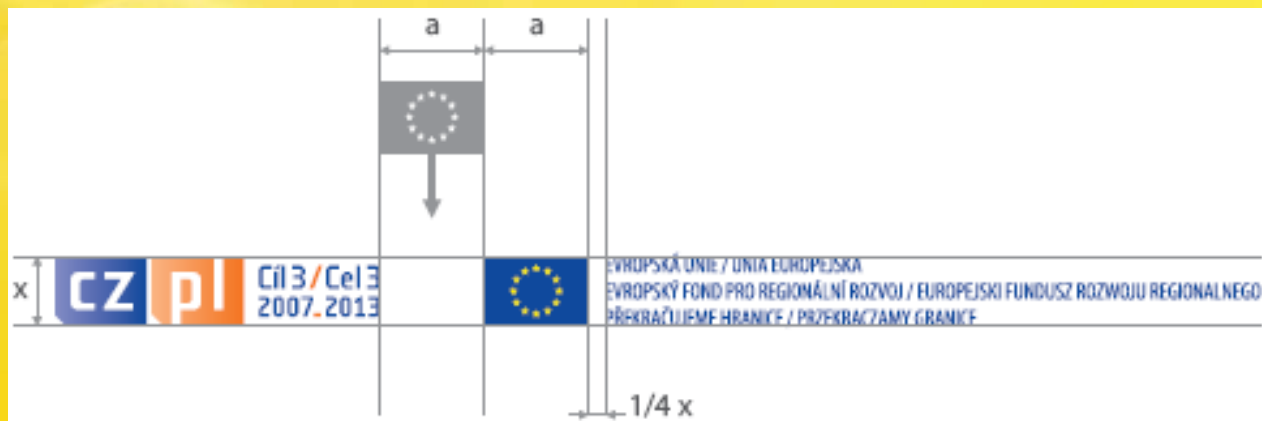 a a
x
cz pl
Cíl 3/Cel 3
2007-2013
EVROPSKÁ UNIE / UNIA EUROPEJSKA
EVROPSKÝ FOND PRO REGIONÁLNÍ ROZVOJ / EUROPEJSKI FUNDUSZ ROZWOJU REGIONALNEGO
PŘEKRAČUJEME HRANICE / PRZEKRACZAMY GRANICE
1/4 x